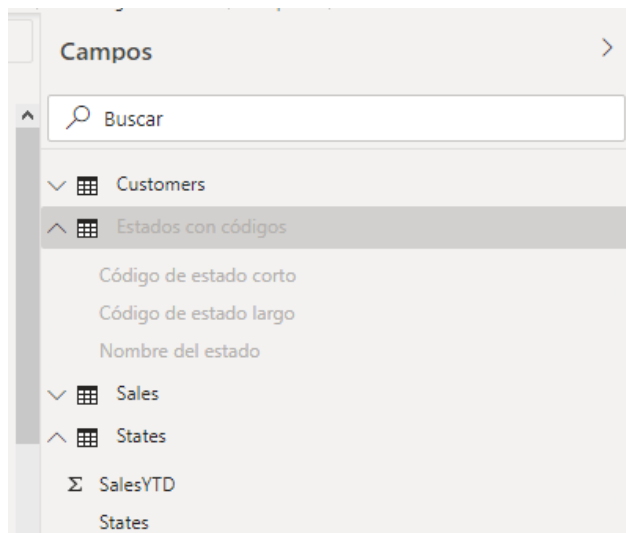 Campos
Buscar
Customers
Estados con códigos
Código de estado corto
Código de estado largo
Nombre del estado
Sales
States
Σ SalesYTD
States